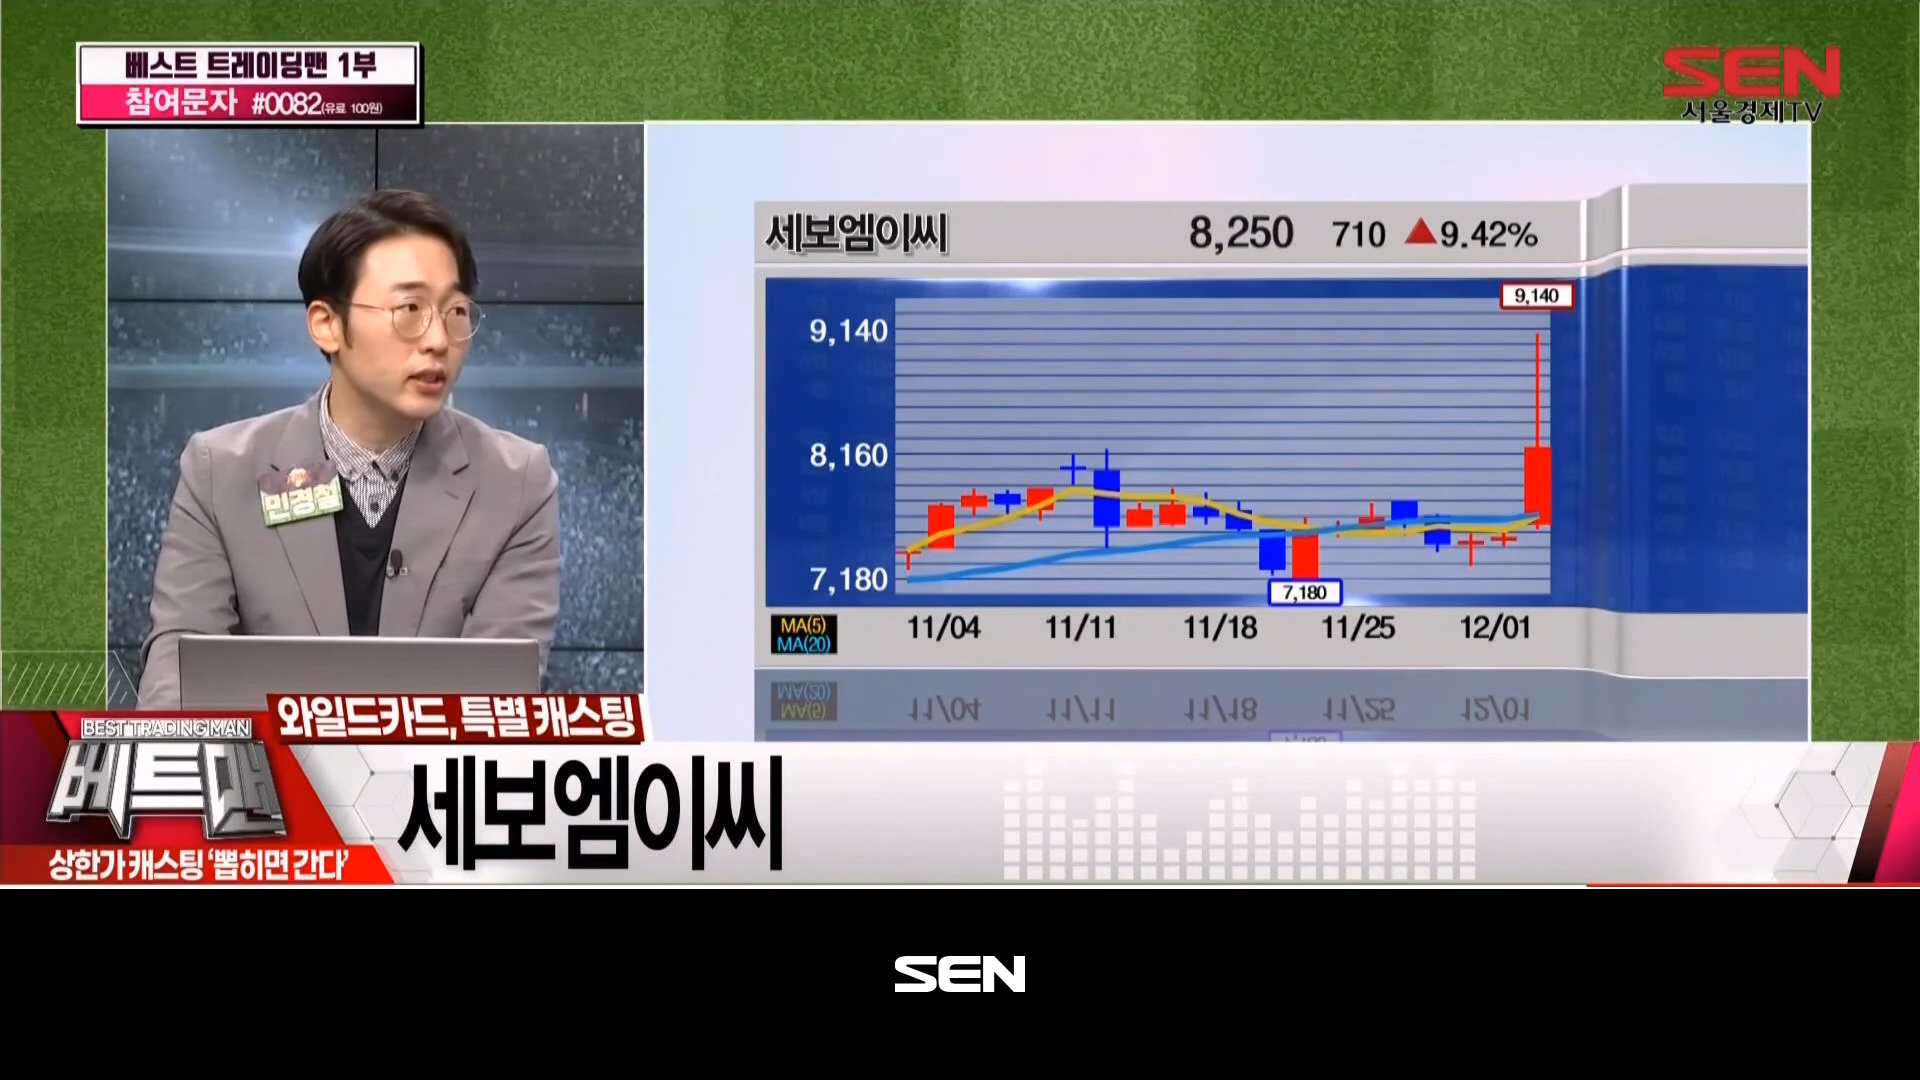 베스트 트레이딩맨 1부
참여문자 #0082(유료 100원)
SEN
서울경제TV
세보엠이씨 8,250 710 ▲9.42%
9,140
9,140
8,160
7,180
7,180
MA(5)
MA(20)
11/04 11/11 11/18 11/25 12/01
민경철
와일드카드, 특별 캐스팅
BEST TRADING MAN
베트맨
세보엠이씨
상한가 캐스팅 '뽑히면 간다'
SEN